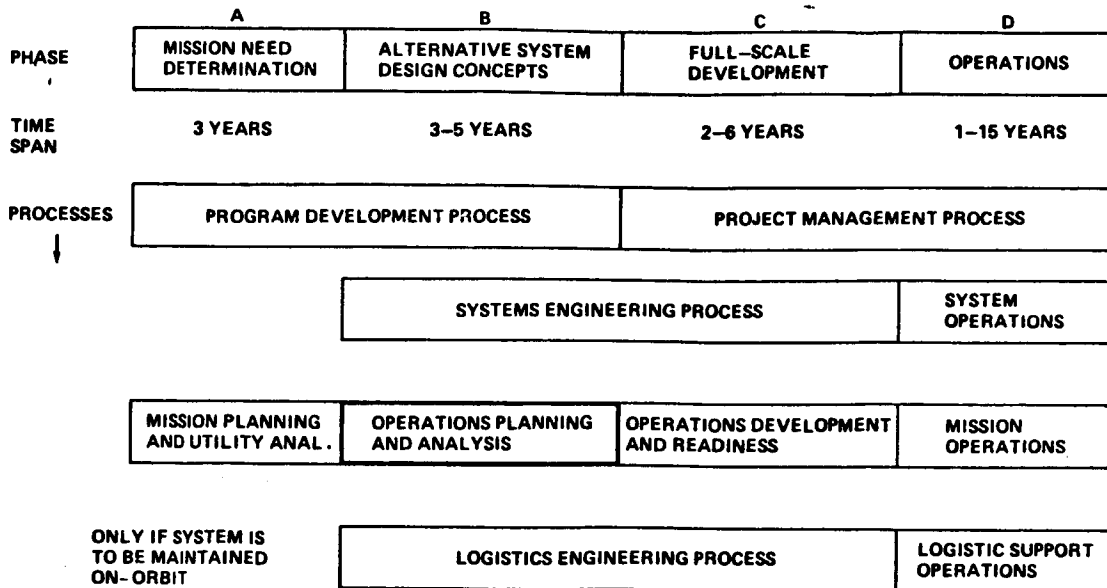 A B C D
PHASE
MISSION NEED
DETERMINATION
ALTERNATIVE SYSTEM
DESIGN CONCEPTS
FULL–SCALE
DEVELOPMENT
OPERATIONS
TIME
SPAN
3 YEARS
3–5 YEARS
2–6 YEARS
1–15 YEARS
PROCESSES
PROGRAM DEVELOPMENT PROCESS
PROJECT MANAGEMENT PROCESS
SYSTEMS ENGINEERING PROCESS
SYSTEM
OPERATIONS
MISSION PLANNING
AND UTILITY ANAL.
OPERATIONS PLANNING
AND ANALYSIS
OPERATIONS DEVELOPMENT
AND READINESS
MISSION
OPERATIONS
ONLY IF SYSTEM IS
TO BE MAINTAINED
ON–ORBIT
LOGISTICS ENGINEERING PROCESS
LOGISTIC SUPPORT
OPERATIONS